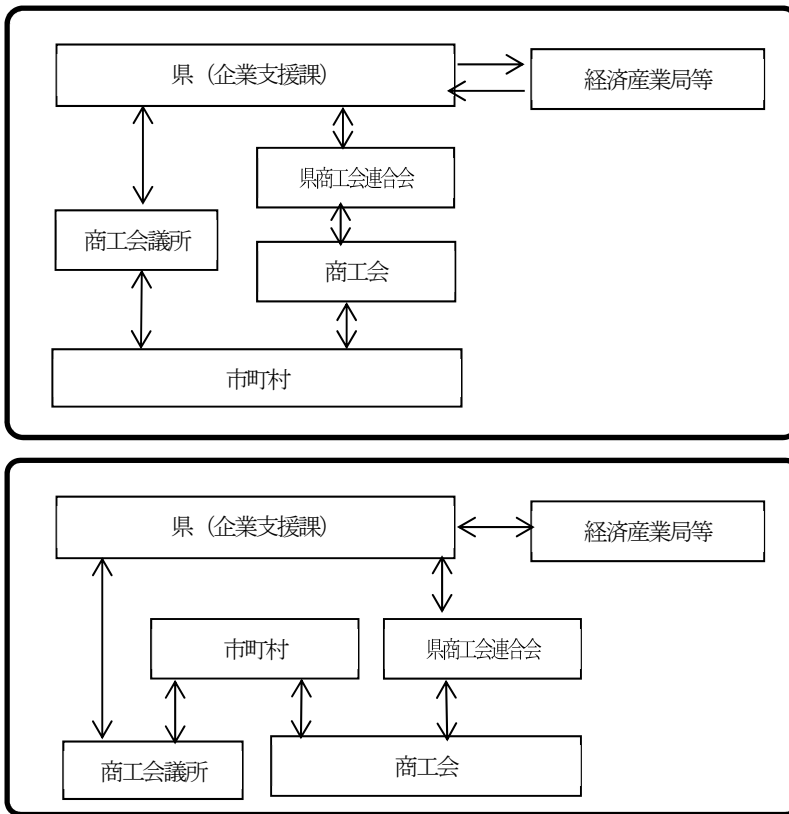 県（企業支援課）
経済産業局等
県商工会連合会
商工会議所
商工会
市町村
県（企業支援課）
経済産業局等
市町村
県商工会連合会
商工会議所
商工会